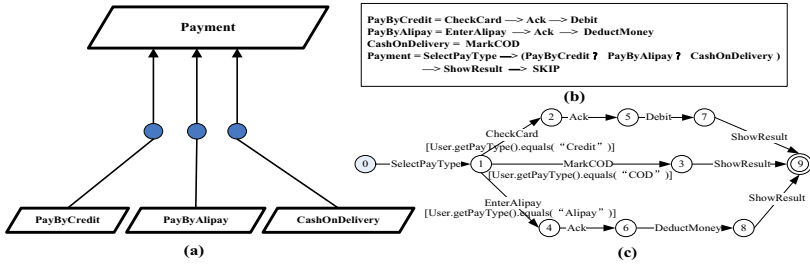 Payment
PayByCredit
PayByAlipay
CashOnDelivery
(a)
PayByCredit = CheckCard —> Ack —> Debit
PayByAlipay = EnterAlipay —> Ack —> DeductMoney
CashOnDelivery = MarkCOD
Payment = SelectPayType —> (PayByCredit ? PayByAlipay ? CashOnDelivery )
—> ShowResult —> SKIP
(b)
2 Ack 5 Debit 7
CheckCard
ShowResult
[User.getPayType().equals( “Credit” )]
0 SelectPayType 1 MarkCOD 3 ShowResult 9
[User.getPayType().equals( “COD” )]
EnterAlipay
ShowResult
[User.getPayType().equals( “Alipay” )]
4 Ack 6 DeductMoney 8
(c)